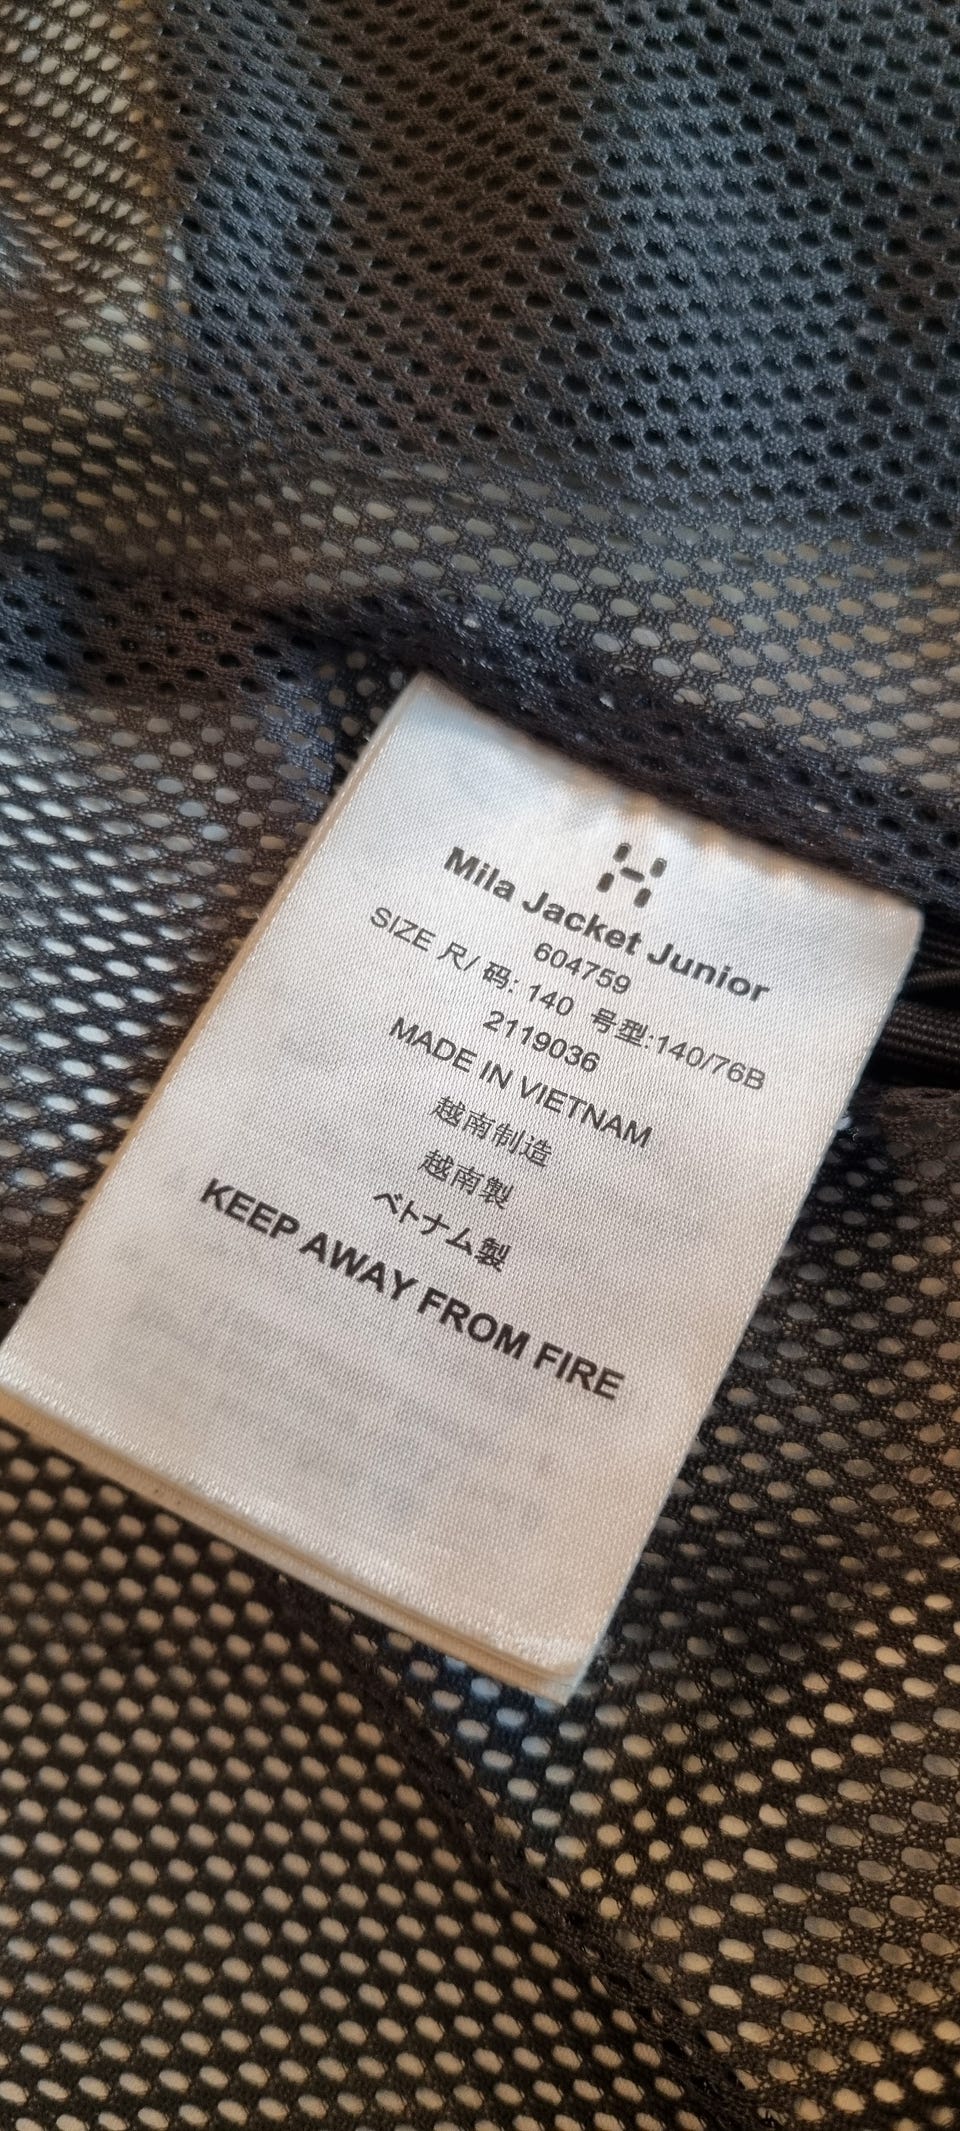 Mila Jacket Junior
604759
SIZE 尺/ 码: 140 号型:140/76B
2119036
MADE IN VIETNAM
越南制造
越南製
ベトナム製
KEEP AWAY FROM FIRE